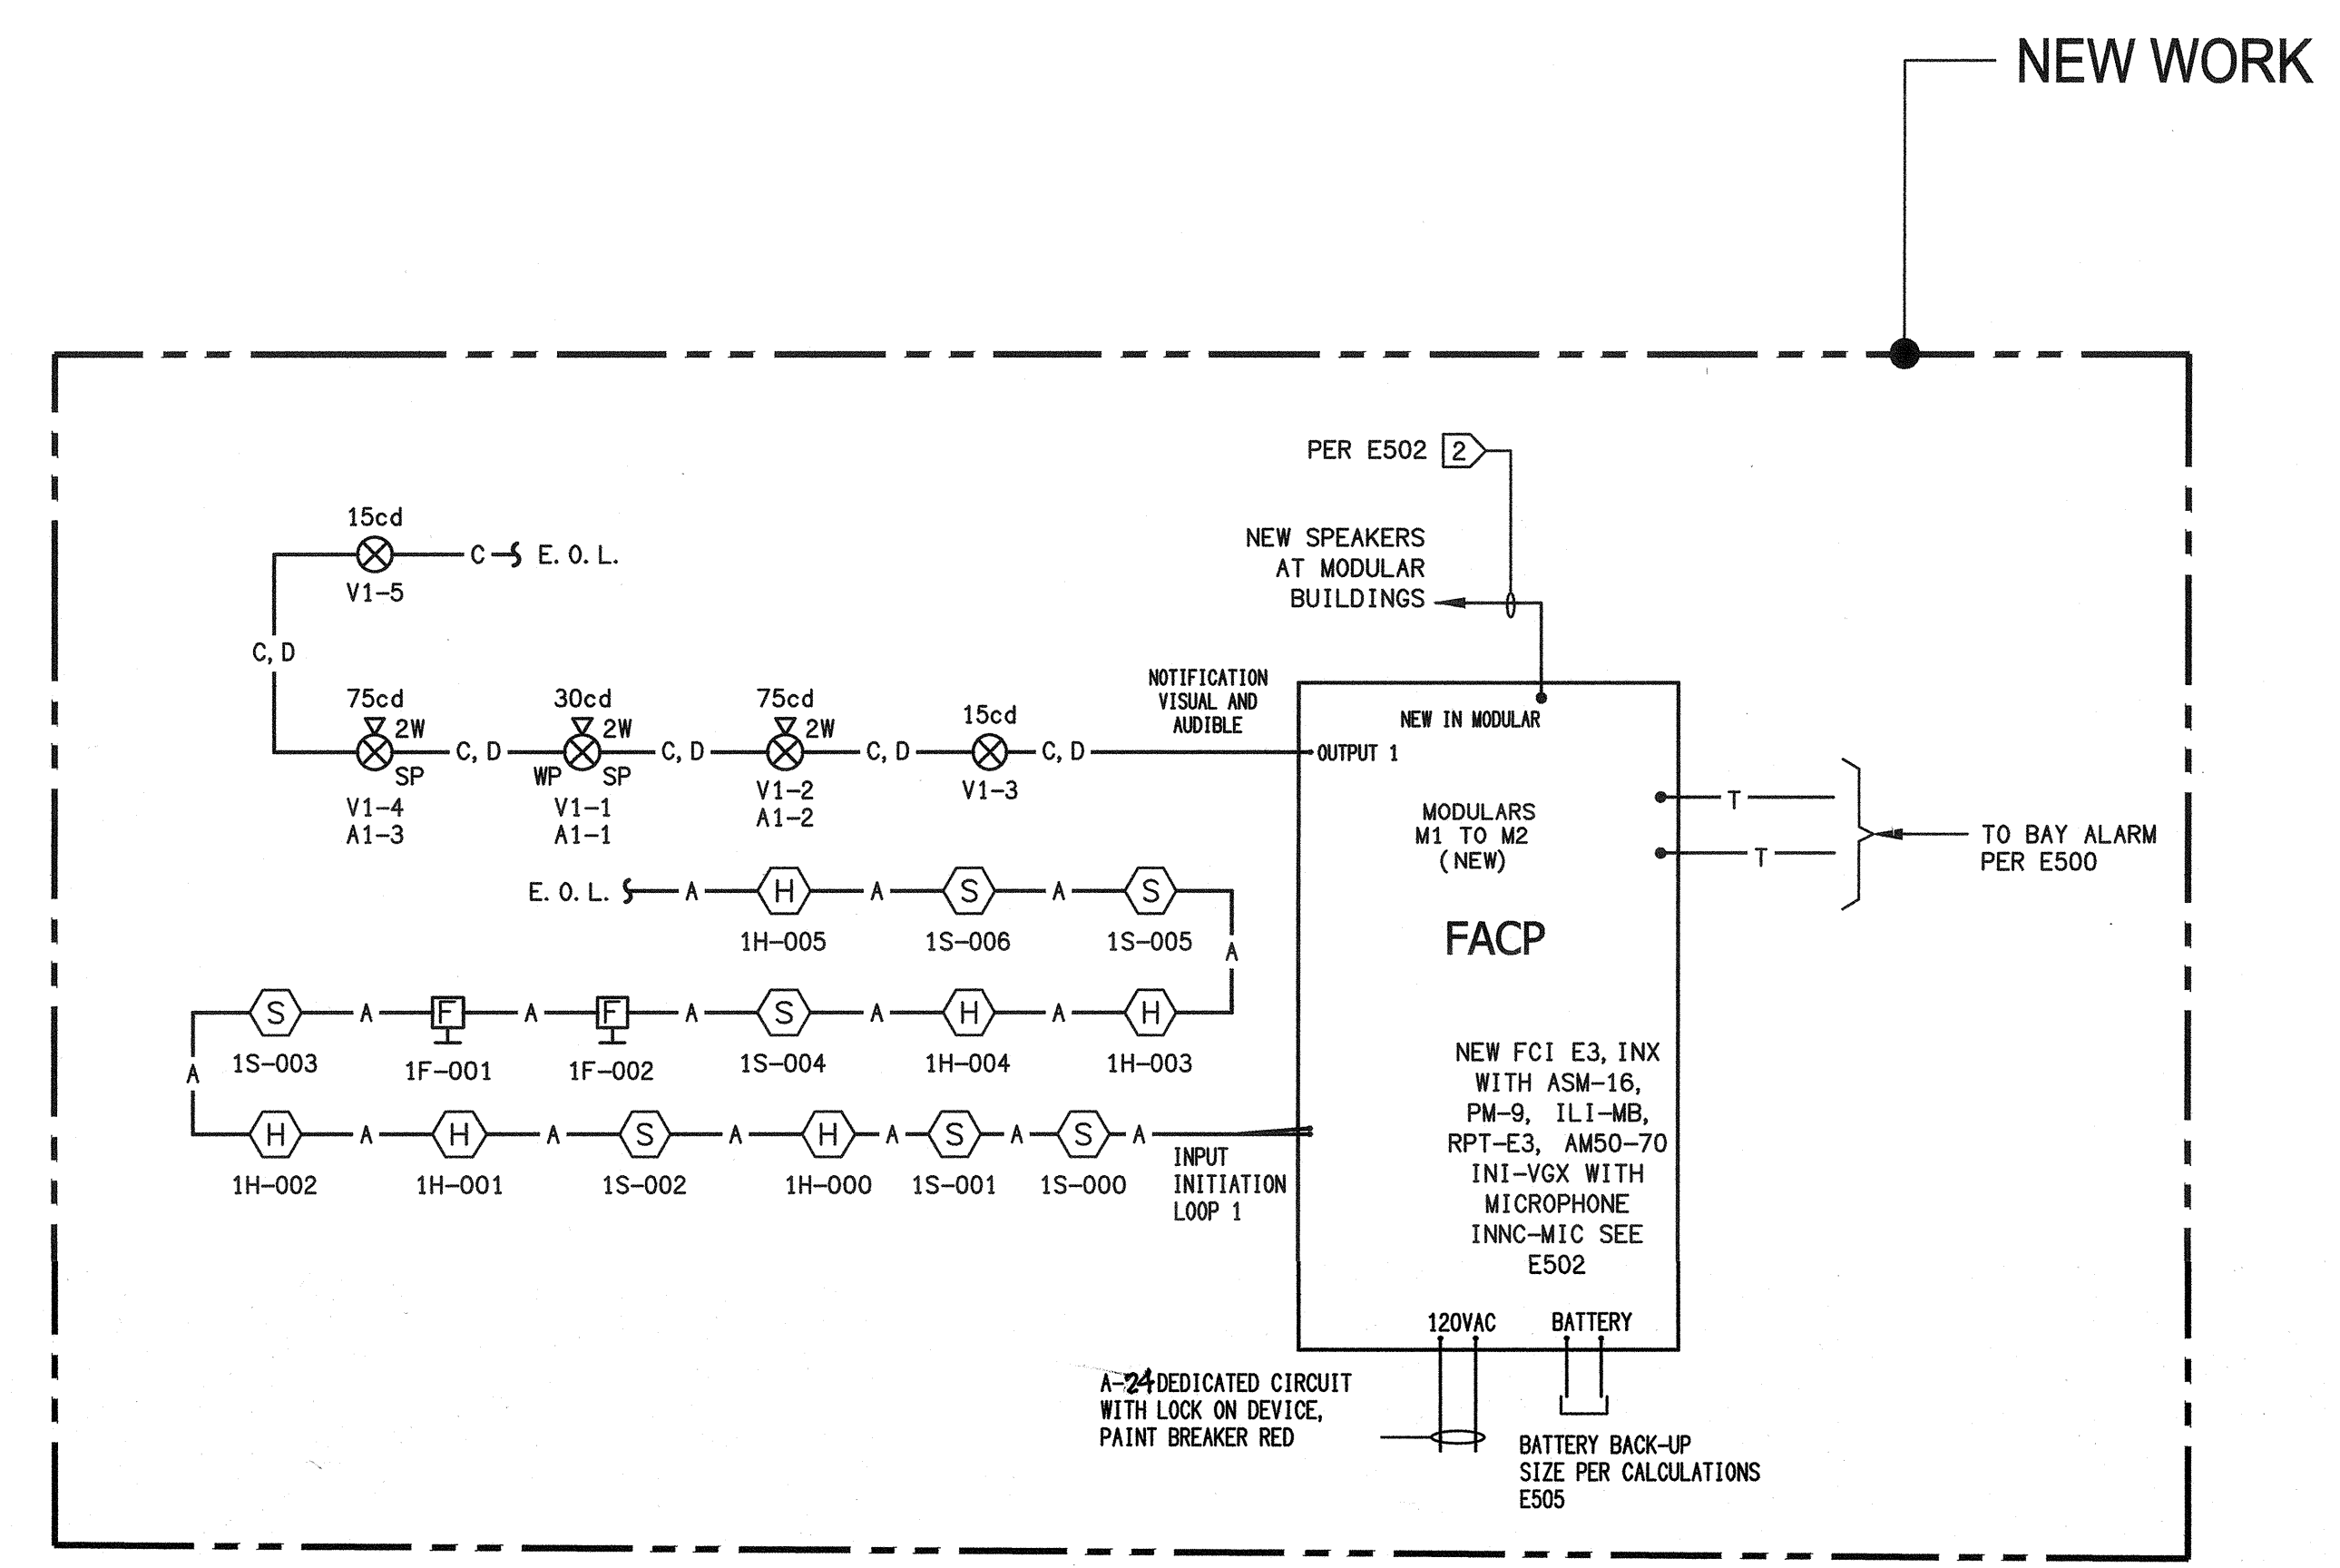 NEW WORK
PER E502 2
NEW SPEAKERS
AT MODULAR
BUILDINGS
15cd
C E.O.L.
V1-5
C, D
NOTIFICATION
VISUAL AND
AUDIBLE
75cd 30cd 75cd 15cd
2W 2W 2W
C, D C, D C, D C, D
SP WP SP
V1-4 V1-1 V1-2 V1-3
A1-3 A1-1 A1-2
NEW IN MODULAR
OUTPUT 1
MODULARS
M1 TO M2
(NEW)
FACP
T
T
TO BAY ALARM
PER E500
E.O.L. A H A S A S
1H-005 1S-006 1S-005
A
S A F A F A S A H A H
1S-003 1F-001 1F-002 1S-004 1H-004 1H-003
A
H A H A S A H A S A S A
1H-002 1H-001 1S-002 1H-000 1S-001 1S-000
INPUT
INITIATION
LOOP 1
NEW FCI E3, INX
WITH ASM-16,
PM-9, ILI-MB,
RPT-E3, AM50-70
INI-VGX WITH
MICROPHONE
INNC-MIC SEE
E502
120VAC BATTERY
A-24 DEDICATED CIRCUIT
WITH LOCK ON DEVICE,
PAINT BREAKER RED
BATTERY BACK-UP
SIZE PER CALCULATIONS
E505